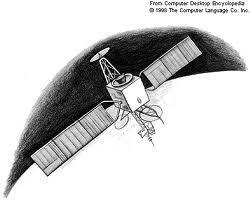 From Computer Desktop Encyclopedia
® 1998 The Computer Language Co. Inc.